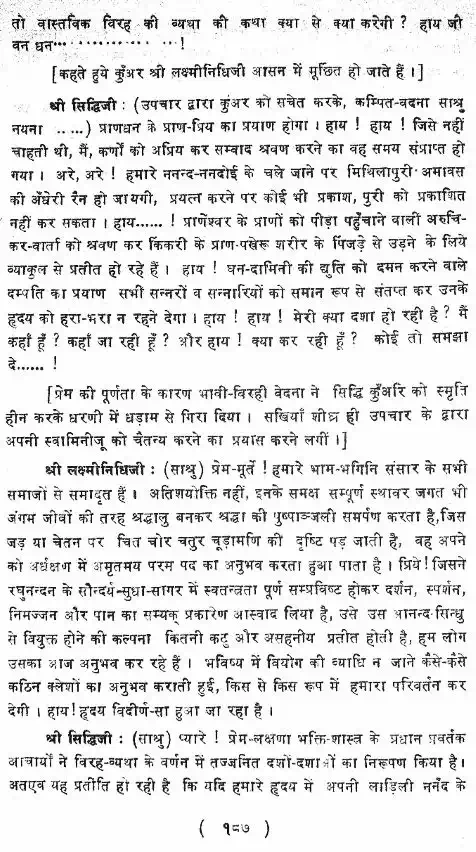 तो वास्तविक विरह की व्यथा की कथा क्या से क्या करेगी ? हाय जी
वन धन··· ·· ··· ··· ··· !
[कहते हुये कुँअर श्री लक्ष्मीनिधिजी आसन में मूर्छित हो जाते हैं ।]
श्री सिद्धिजी : (उपचार द्वारा कुँअर को सचेत करके, कम्पित-वदना साश्रु
नयना .. ...) प्राणधन के प्राण-प्रिय का प्रयाण होगा । हाय ! हाय ! जिसे नहीं
चाहती थी, मैं, कर्णों को अप्रिय कर सम्वाद श्रवण करने का वह समय संप्राप्त हो
गया । अरे, अरे ! हमारे ननन्द-ननदोई के चले जाने पर मिथिलापुरी अमावस
की अँधेरी रैन हो जायगी, प्रयत्न करने पर कोई भी प्रकाश, पुरी को प्रकाशित
नहीं कर सकता । हाय......! प्राणेश्वर के प्राणों को पीड़ा पहुँचाने वाली अरुचि-
कर-वार्ता को श्रवण कर किंकरी के प्राण-पखेरू शरीर के पिंजड़े से उड़ने के लिये
व्याकुल से प्रतीत हो रहे हैं । हाय ! घन-दामिनी की द्युति को दमन करने वाले
दम्पति का प्रयाण सभी सन्नरों व सन्नारियों को समान रूप से संतप्त कर उनके
हृदय को हरा-भरा न रहने देगा । हाय ! हाय ! मेरी क्या दशा हो रही है ? मैं
कहाँ हूँ ? कहाँ जा रही हूँ ? और हाय ! क्या कर रही हूँ ? कोई तो समझा
दे...... !
[प्रेम की पूर्णता के कारण भावी-विरही वेदना ने सिद्धि कुँअरि को स्मृति
हीन करके धरणी में धड़ाम से गिरा दिया । सखियाँ शीघ्र ही उपचार के द्वारा
अपनी स्वामिनीजू को चैतन्य करने का प्रयास करने लगीं ।]
श्री लक्ष्मीनिधिजी : (साश्रु) प्रेम-मूर्ते ! हमारे भाम-भगिनि संसार के सभी
समाजों से समादृत हैं । अतिशयोक्ति नहीं, इनके समक्ष सम्पूर्ण स्थावर जगत भी
जंगम जीवों की तरह श्रद्धालु बनकर श्रद्धा की पुष्पाञ्जली समर्पण करता है,जिस
जड़ या चेतन पर चित चोर चतुर चूड़ामणि की दृष्टि पड़ जाती है, वह अपने
को अर्धक्षण में अमृतमय परम पद का अनुभव करता हुआ पाता है । प्रिये!जिसने
रघुनन्दन के सौन्दर्य-सुधा-सागर में स्वतन्त्रता पूर्ण सम्प्रविष्ट होकर दर्शन, स्पर्शन,
निमज्जन और पान का सम्यक् प्रकारेण आस्वाद लिया है, उसे उस आनन्द-सिन्धु
से वियुक्त होने की कल्पना कितनी कटु और असहनीय प्रतीत होती है, हम लोग
उसका आज अनुभव कर रहे हैं । भविष्य में वियोग की व्याधि न जाने कैसे-कैसे
कठिन क्लेशों का अनुभव कराती हुई, किस से किस रूप में हमारा परिवर्तन कर
देगी । हाय! हृदय विदीर्ण-सा हुआ जा रहा है ।
श्री सिद्धिजी : (साश्रु) प्यारे ! प्रेम-लक्षणा भक्ति-शास्त्र के प्रधान प्रवर्तक
आचार्यों ने विरह-व्यथा के वर्णन में तज्जनित दशों-दशाओं का निरूपण किया है ।
अतएव यह प्रतीति हो रही है कि यदि हमारे हृदय में अपनी लाड़िली ननँद के
( १८७ )